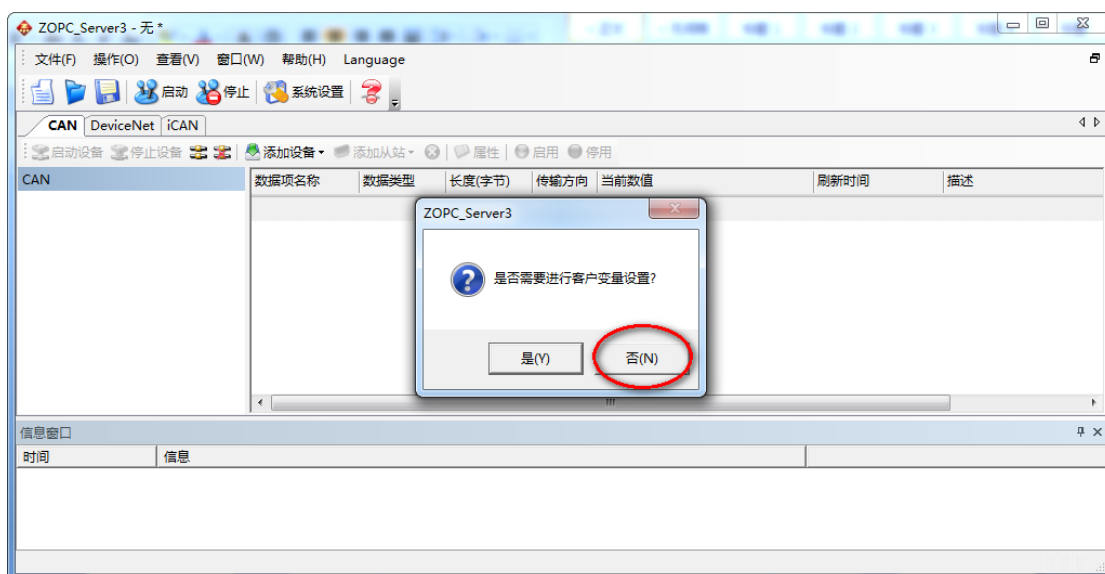 ZOPC_Server3 - 无 *
文件(F) 操作(O) 查看(V) 窗口(W) 帮助(H) Language
启动 停止 系统设置
CAN DeviceNet iCAN
启动设备 停止设备 添加设备 添加从站 属性 启用 停用
CAN
数据项名称 数据类型 长度(字节) 传输方向 当前数值 刷新时间 描述
ZOPC_Server3
是否需要进行客户变量设置?
是(Y) 否(N)
信息窗口
时间 信息